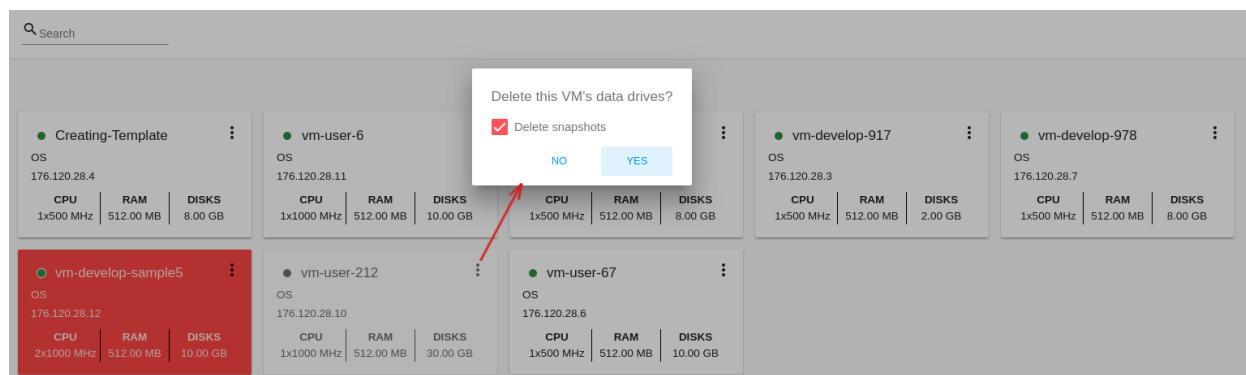 Search
Delete this VM's data drives?
Delete snapshots
NO YES
Creating-Template
OS
176.120.28.4
CPU RAM DISKS
1x500 MHz 512.00 MB 8.00 GB
vm-user-6
OS
176.120.28.11
CPU RAM DISKS
1x1000 MHz 512.00 MB 10.00 GB
CPU RAM DISKS
1x500 MHz 512.00 MB 8.00 GB
vm-develop-917
OS
176.120.28.3
CPU RAM DISKS
1x500 MHz 512.00 MB 2.00 GB
vm-develop-978
OS
176.120.28.7
CPU RAM DISKS
1x500 MHz 512.00 MB 8.00 GB
vm-develop-sample5
OS
176.120.28.12
CPU RAM DISKS
2x1000 MHz 512.00 MB 10.00 GB
vm-user-212
OS
176.120.28.10
CPU RAM DISKS
1x1000 MHz 512.00 MB 30.00 GB
vm-user-67
OS
176.120.28.6
CPU RAM DISKS
1x500 MHz 512.00 MB 10.00 GB